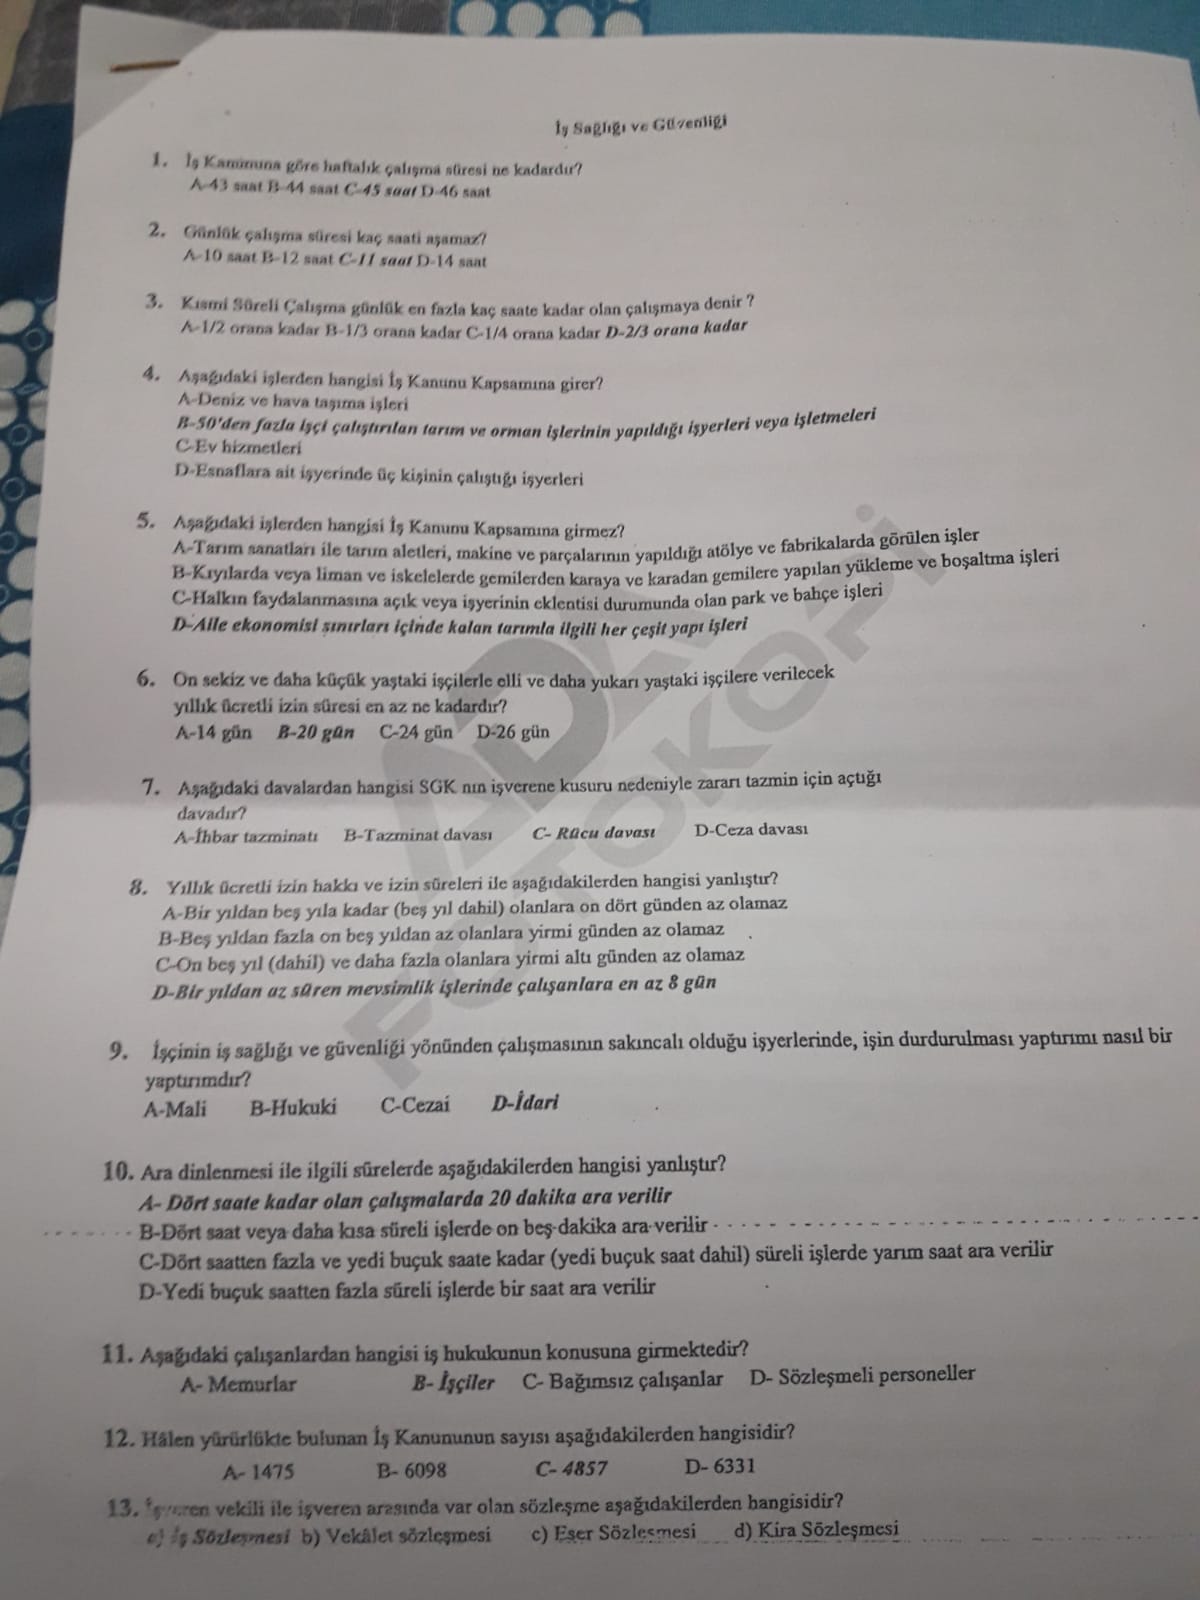 İş Sağlığı ve Güvenliği
1. İş Kanununa göre haftalık çalışma süresi ne kadardır?
A-43 saat B-44 saat C-45 saat D-46 saat
2. Günlük çalışma süresi kaç saati aşamaz?
A-10 saat B-12 saat C-11 saat D-14 saat
3. Kısmi Süreli Çalışma günlük en fazla kaç saate kadar olan çalışmaya denir ?
A-1/2 orana kadar B-1/3 orana kadar C-1/4 orana kadar D-2/3 orana kadar
4. Aşağıdaki işlerden hangisi İş Kanunu Kapsamına girer?
A-Deniz ve hava taşıma işleri
B-50'den fazla işçi çalıştırılan tarım ve orman işlerinin yapıldığı işyerleri veya işletmeleri
C-Ev hizmetleri
D-Esnaflara ait işyerinde üç kişinin çalıştığı işyerleri
5. Aşağıdaki işlerden hangisi İş Kanunu Kapsamına girmez?
A-Tarım sanatları ile tarım aletleri, makine ve parçalarının yapıldığı atölye ve fabrikalarda görülen işler
B-Kıyılarda veya liman ve iskelelerde gemilerden karaya ve karadan gemilere yapılan yükleme ve boşaltma işleri
C-Halkın faydalanmasına açık veya işyerinin eklentisi durumunda olan park ve bahçe işleri
D-Aile ekonomisi sınırları içinde kalan tarımla ilgili her çeşit yapı işleri
6. On sekiz ve daha küçük yaştaki işçilerle elli ve daha yukarı yaştaki işçilere verilecek
yıllık ücretli izin süresi en az ne kadardır?
A-14 gün B-20 gün C-24 gün D-26 gün
7. Aşağıdaki davalardan hangisi SGK nın işverene kusuru nedeniyle zararı tazmin için açtığı
davadır?
A-İhbar tazminatı B-Tazminat davası C- Rücu davası D-Ceza davası
8. Yıllık ücretli izin hakkı ve izin süreleri ile aşağıdakilerden hangisi yanlıştır?
A-Bir yıldan beş yıla kadar (beş yıl dahil) olanlara on dört günden az olamaz
B-Beş yıldan fazla on beş yıldan az olanlara yirmi günden az olamaz
C-On beş yıl (dahil) ve daha fazla olanlara yirmi altı günden az olamaz
D-Bir yıldan az süren mevsimlik işlerinde çalışanlara en az 8 gün
9. İşçinin iş sağlığı ve güvenliği yönünden çalışmasının sakıncalı olduğu işyerlerinde, işin durdurulması yaptırımı nasıl bir
yaptırımdır?
A-Mali B-Hukuki C-Cezai D-İdari
10. Ara dinlenmesi ile ilgili sürelerde aşağıdakilerden hangisi yanlıştır?
A- Dört saate kadar olan çalışmalarda 20 dakika ara verilir
B-Dört saat veya daha kısa süreli işlerde on beş dakika ara verilir
C-Dört saatten fazla ve yedi buçuk saate kadar (yedi buçuk saat dahil) süreli işlerde yarım saat ara verilir
D-Yedi buçuk saatten fazla süreli işlerde bir saat ara verilir
11. Aşağıdaki çalışanlardan hangisi iş hukukunun konusuna girmektedir?
A- Memurlar B- İşçiler C- Bağımsız çalışanlar D- Sözleşmeli personeller
12. Hâlen yürürlükte bulunan İş Kanununun sayısı aşağıdakilerden hangisidir?
A- 1475 B- 6098 C- 4857 D- 6331
13. İşveren vekili ile işveren arasında var olan sözleşme aşağıdakilerden hangisidir?
a) İş Sözleşmesi b) Vekâlet sözleşmesi c) Eser Sözleşmesi d) Kira Sözleşmesi
ADA
FOTOKOPİ